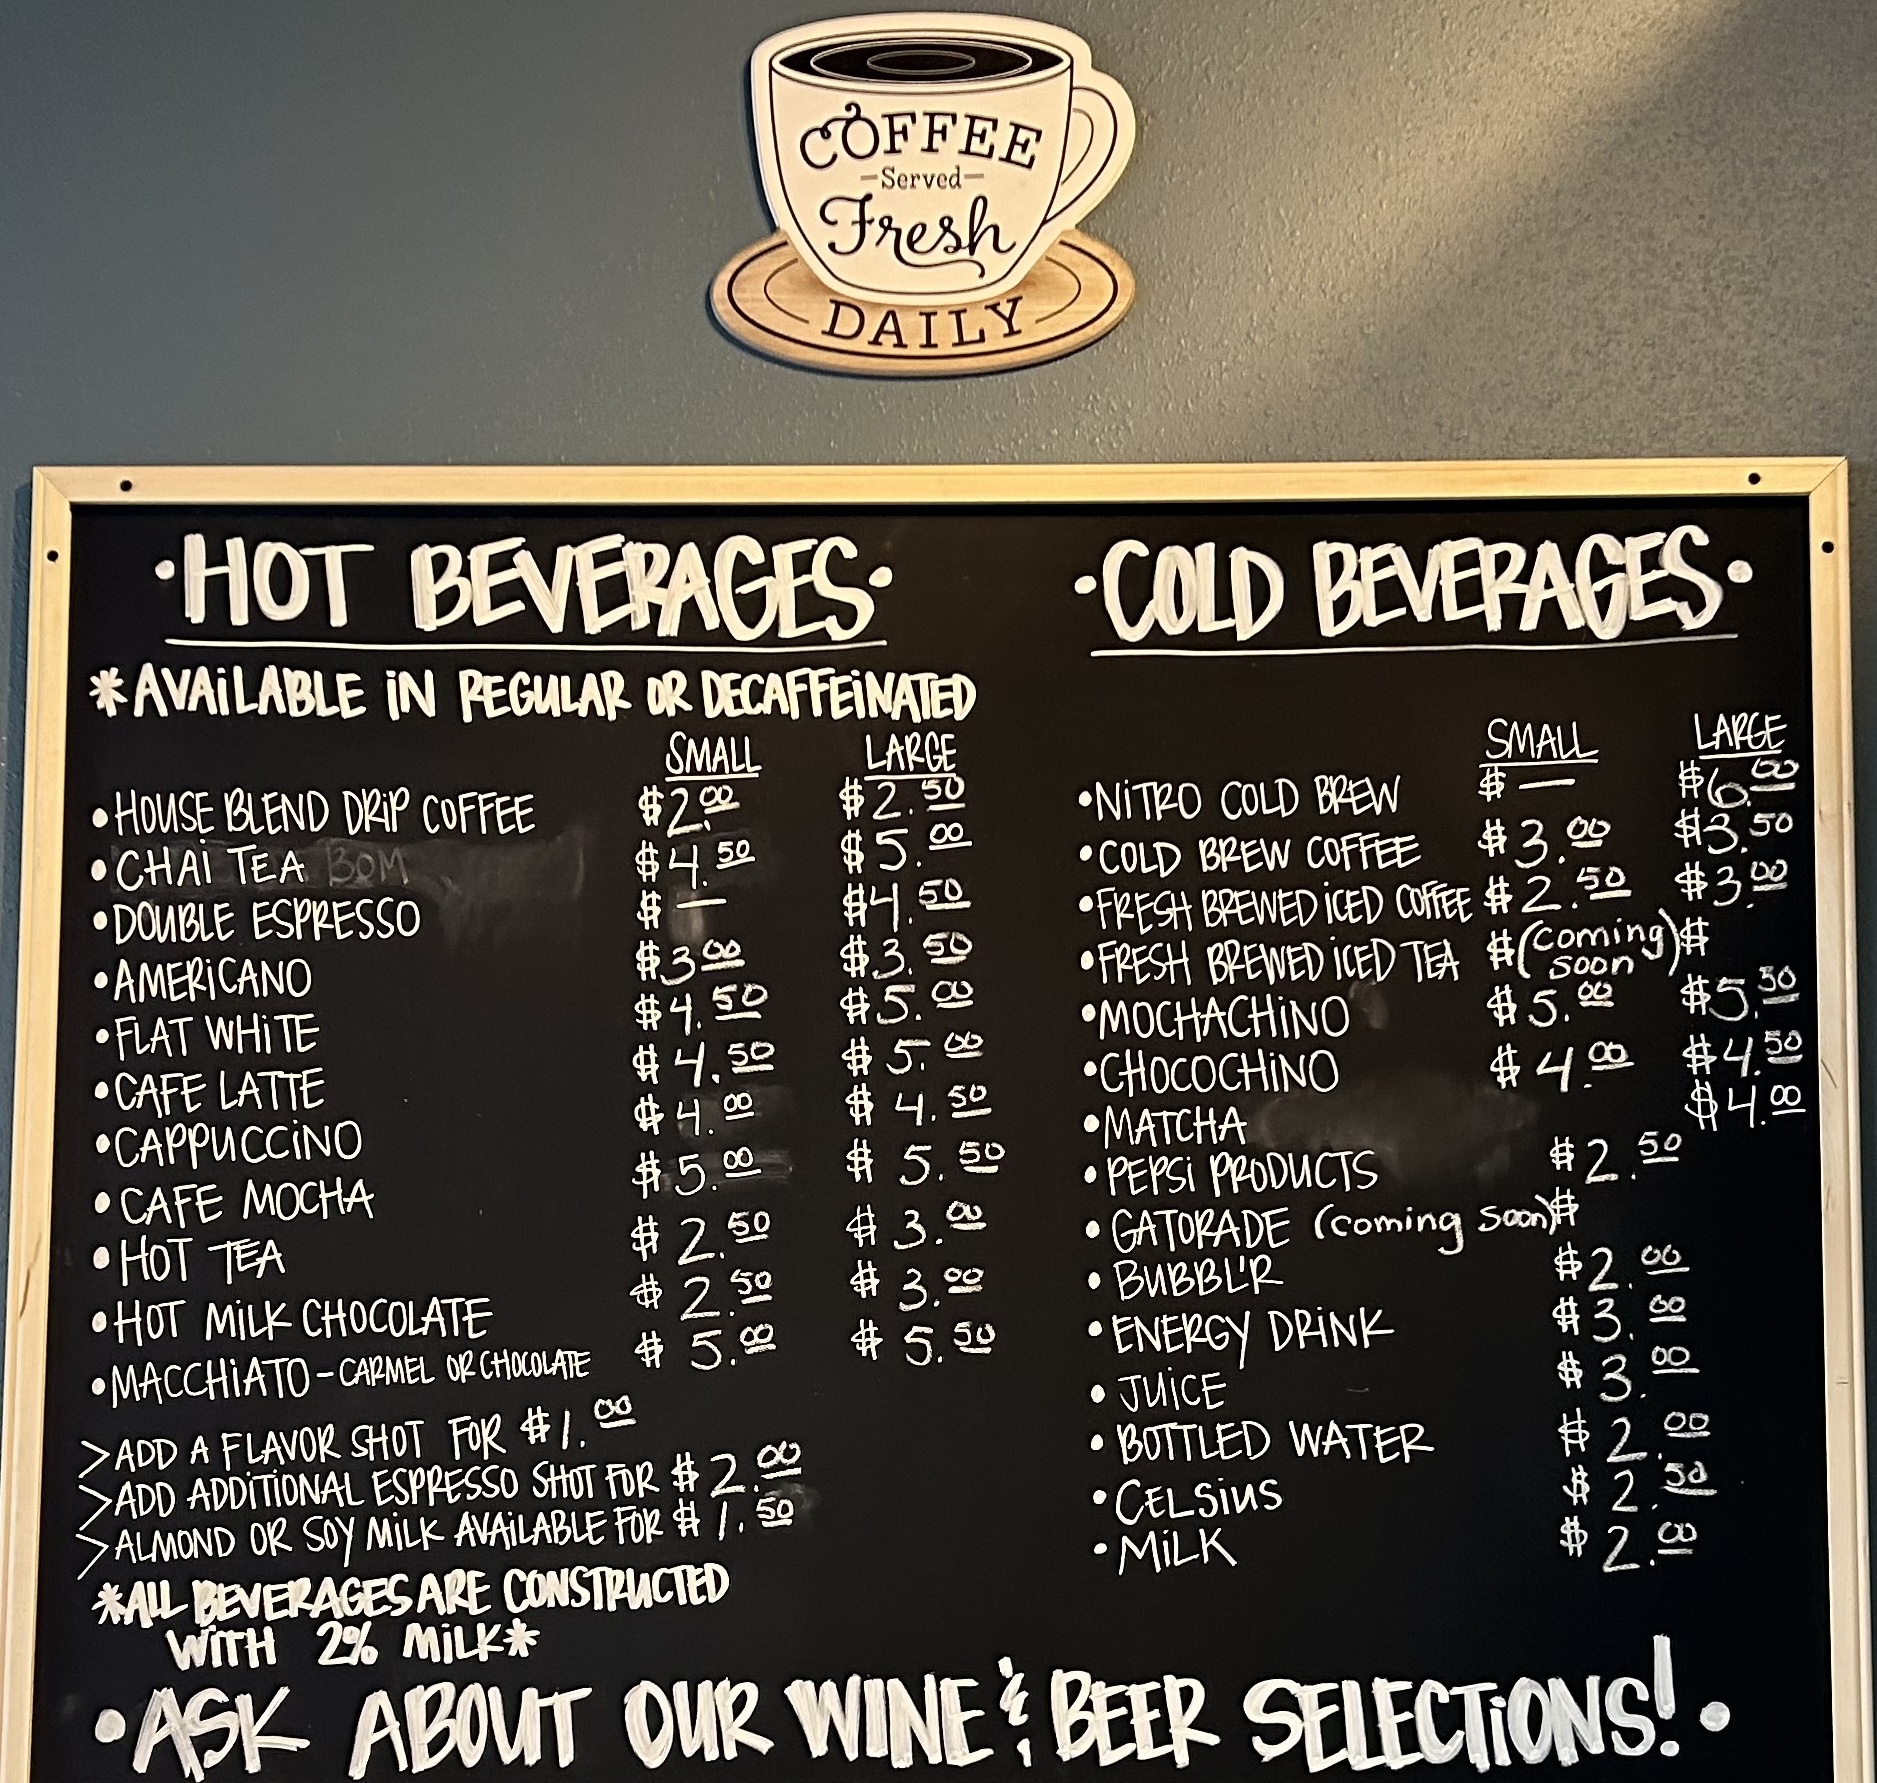 COFFEE
Served
Fresh
DAILY
•HOT BEVERAGES•
*AVAILABLE IN REGULAR OR DECAFFEINATED
SMALL LARGE
•HOUSE BLEND DRIP COFFEE $2.00 $2.50
•CHAI TEA BOM $4.50 $5.00
•DOUBLE ESPRESSO $— $4.50
•AMERICANO $3.00 $3.50
•FLAT WHITE $4.50 $5.00
•CAFE LATTE $4.50 $5.00
•CAPPUCCINO $4.00 $4.50
•CAFE MOCHA $5.00 $5.50
•HOT TEA $2.50 $3.00
•HOT MILK CHOCOLATE $2.50 $3.00
•MACCHIATO-CARMEL OR CHOCOLATE $5.00 $5.50
>ADD A FLAVOR SHOT FOR $1.00
>ADD ADDITIONAL ESPRESSO SHOT FOR $2.00
>ALMOND OR SOY MILK AVAILABLE FOR $1.50
*ALL BEVERAGES ARE CONSTRUCTED
WITH 2% MILK*
•COLD BEVERAGES•
SMALL LARGE
•NITRO COLD BREW $— $6.00
•COLD BREW COFFEE $3.00 $3.50
•FRESH BREWED ICED COFFEE $2.50 $3.00
•FRESH BREWED ICED TEA $(coming soon)$
•MOCHACHINO $5.00 $5.50
•CHOCOCHINO $4.00 $4.50
•MATCHA $4.00
•PEPSI PRODUCTS $2.50
•GATORADE (coming soon)$
•BUBBL'R $2.00
•ENERGY DRINK $3.00
•JUICE $3.00
•BOTTLED WATER $2.00
•CELSIUS $2.50
•MILK $2.00
•ASK ABOUT OUR WINE & BEER SELECTIONS!•